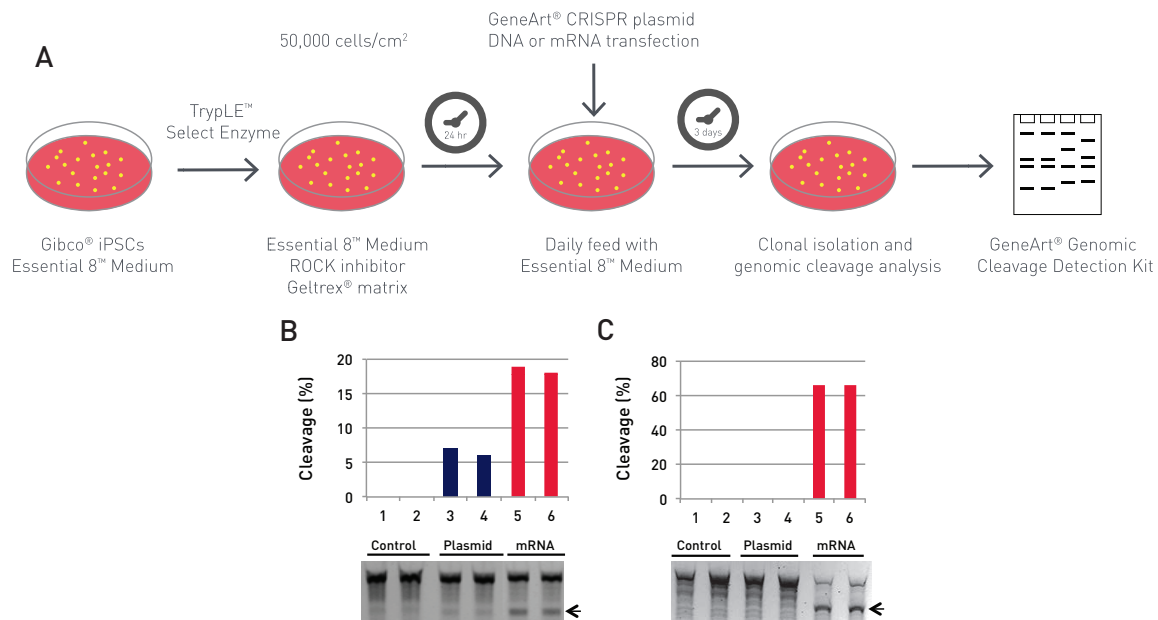 A
50,000 cells/cm²
GeneArt® CRISPR plasmid
DNA or mRNA transfection
TrypLE™
Select Enzyme
24 hr
3 days
Gibco® iPSCs
Essential 8™ Medium
Essential 8™ Medium
ROCK inhibitor
Geltrex® matrix
Daily feed with
Essential 8™ Medium
Clonal isolation and
genomic cleavage analysis
GeneArt® Genomic
Cleavage Detection Kit
B
Cleavage (%)
20
15
10
5
0
1 2 3 4 5 6
Control Plasmid mRNA
C
Cleavage (%)
80
60
40
20
0
1 2 3 4 5 6
Control Plasmid mRNA